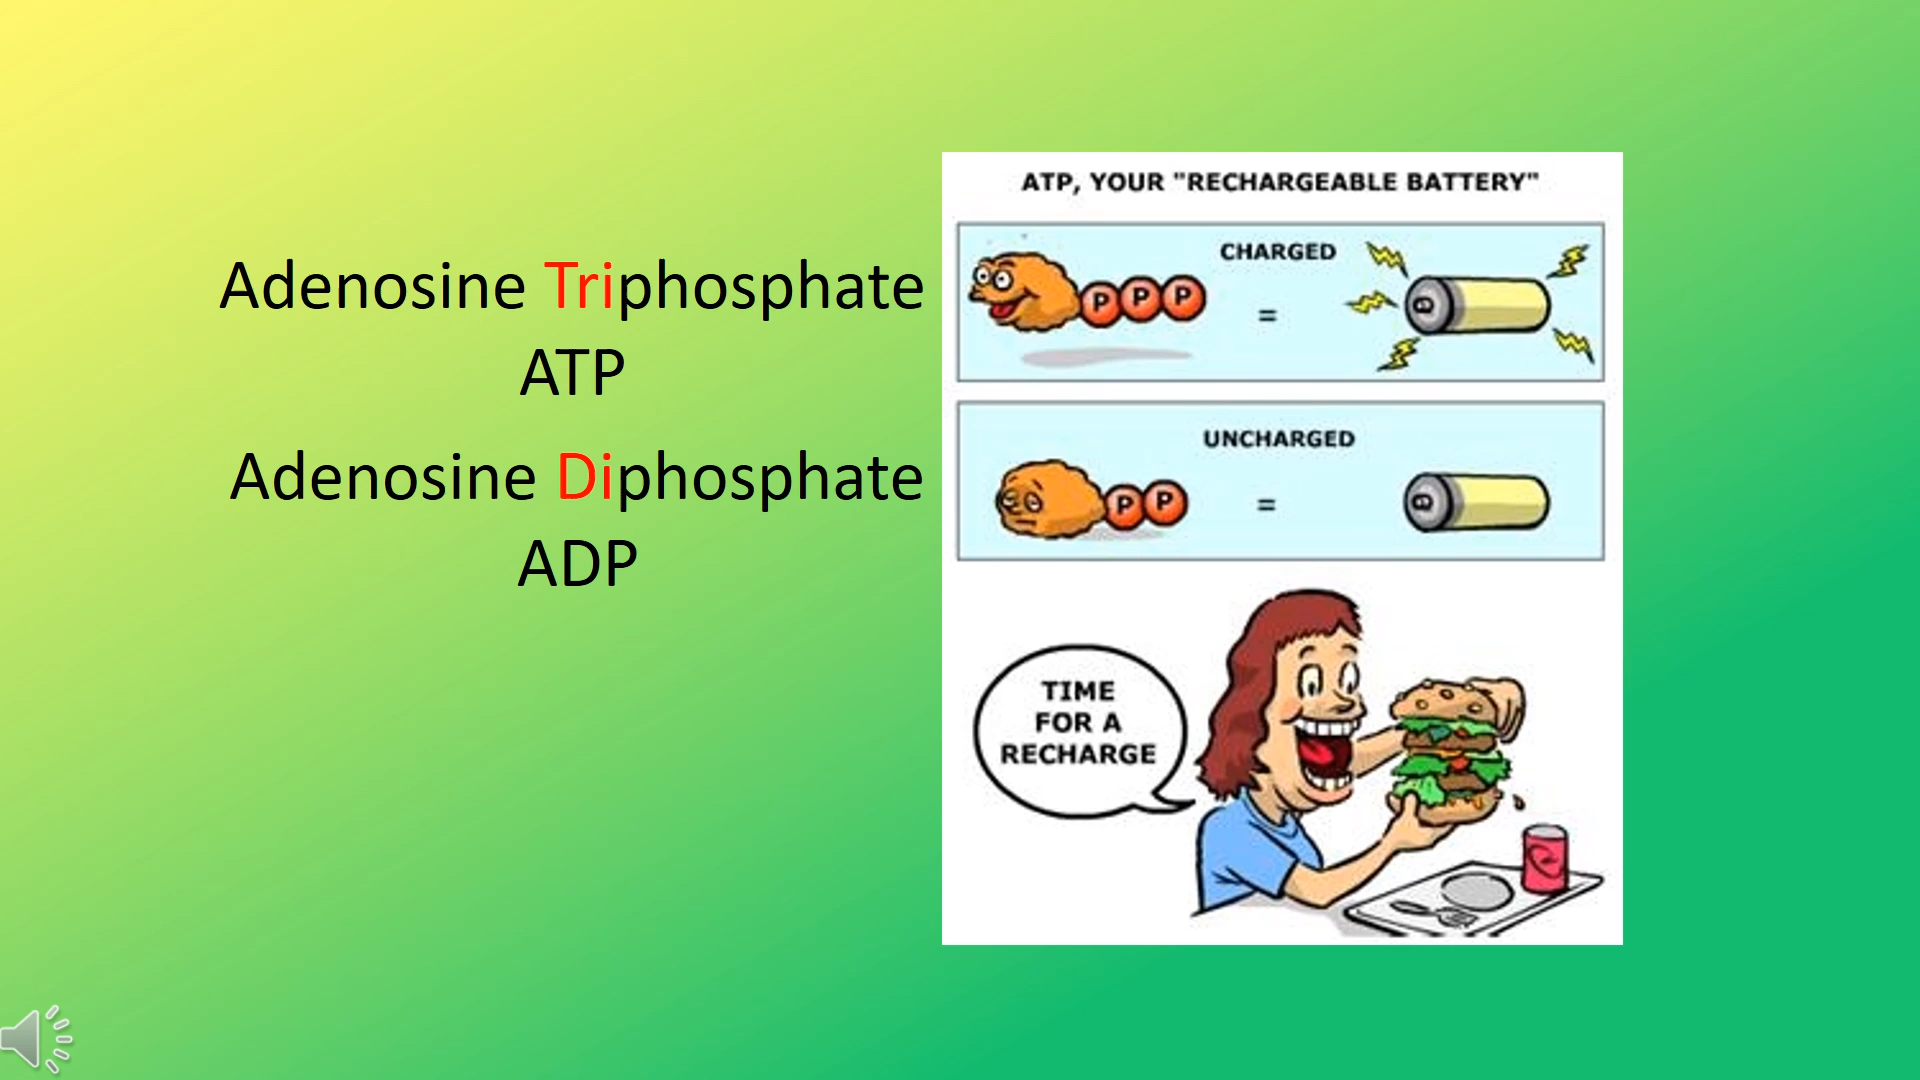 Adenosine Triphosphate
ATP
Adenosine Diphosphate
ADP
ATP, YOUR "RECHARGEABLE BATTERY"
CHARGED
P P P
=
UNCHARGED
P P
=
TIME
FOR A
RECHARGE